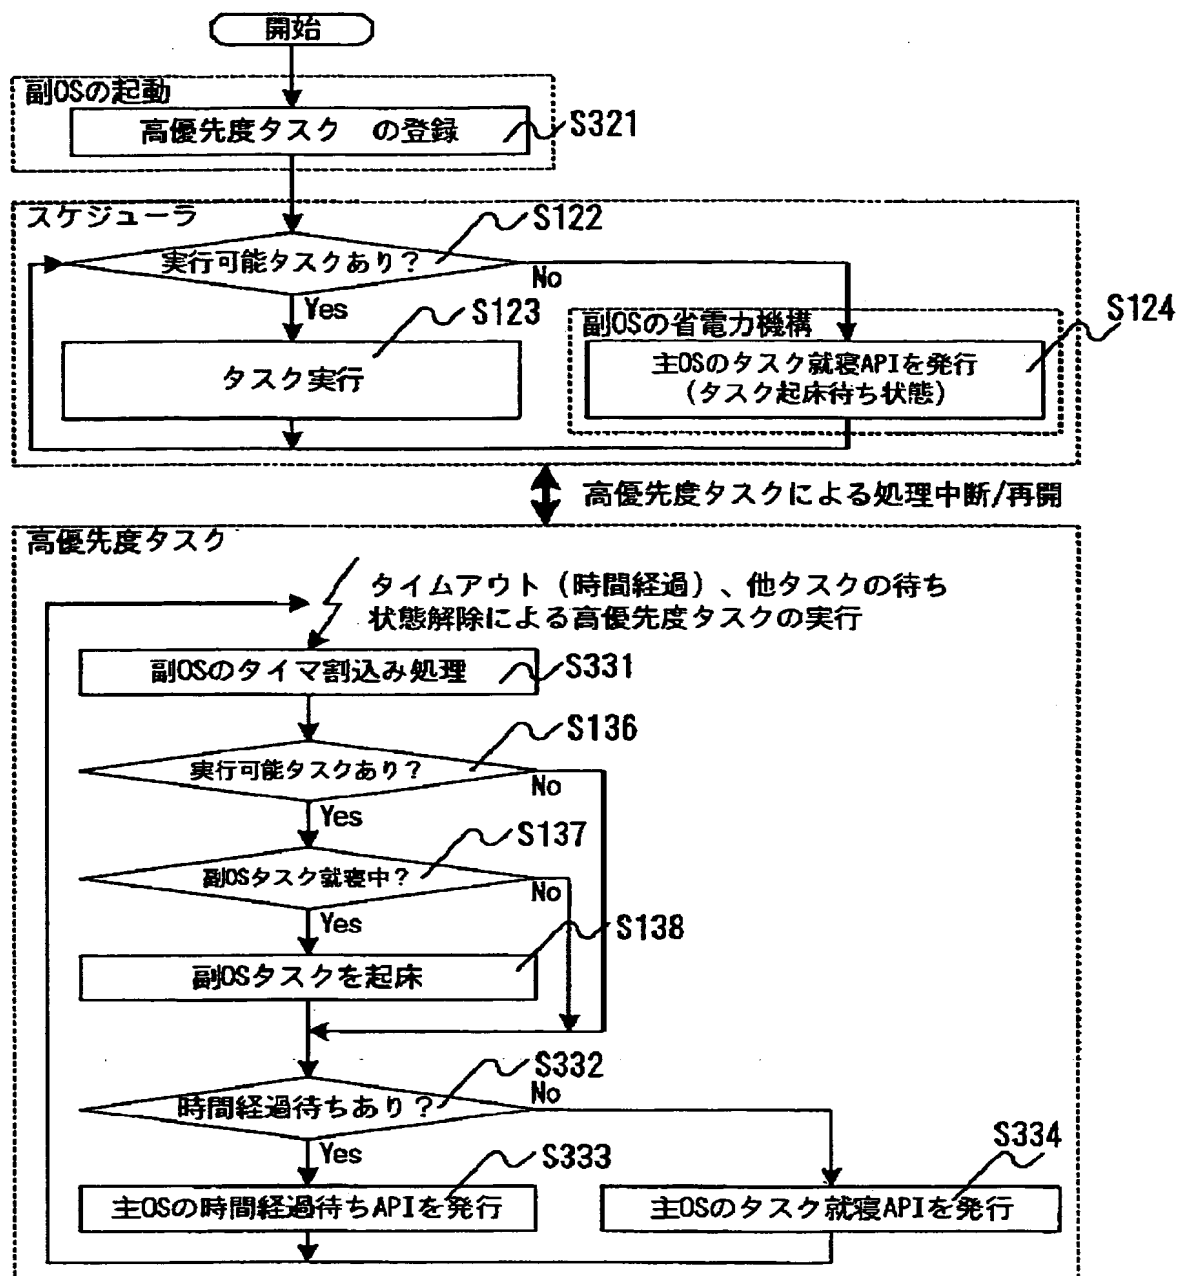 開始
副OSの起動
高優先度タスク の登録
S321
スケジューラ
S122
実行可能タスクあり?
No
Yes
S123
タスク実行
副OSの省電力機構
S124
主OSのタスク就寝APIを発行
(タスク起床待ち状態)
高優先度タスクによる処理中断/再開
高優先度タスク
タイムアウト(時間経過)、他タスクの待ち
状態解除による高優先度タスクの実行
副OSのタイマ割込み処理
S331
S136
実行可能タスクあり?
No
Yes
S137
副OSタスク就寝中?
No
Yes
S138
副OSタスクを起床
S332
時間経過待ちあり?
No
Yes
S333
主OSの時間経過待ちAPIを発行
S334
主OSのタスク就寝APIを発行